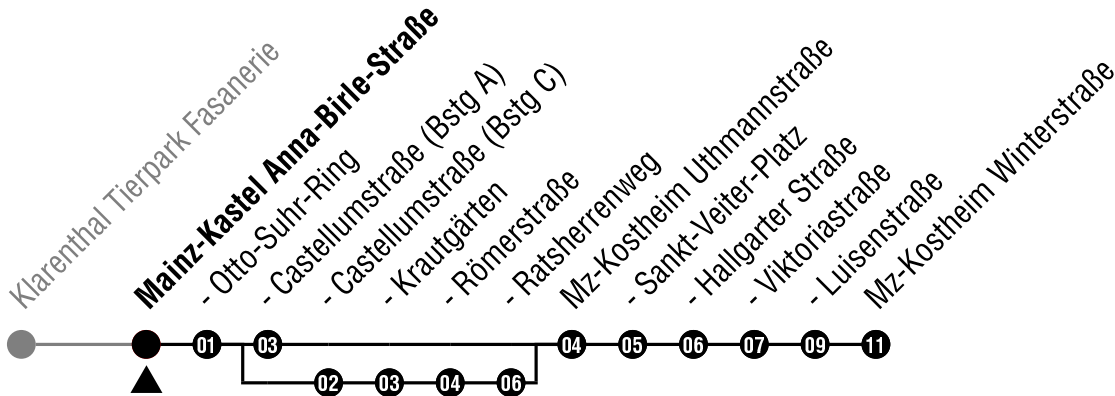 Klarenthal Tierpark Fasanerie
Mainz-Kastel Anna-Birle-Straße
- Otto-Suhr-Ring
- Castellumstraße (Bstg A)
- Castellumstraße (Bstg C)
- Krautgärten
- Römerstraße
- Ratsherrenweg
Mz-Kostheim Uthmannstraße
- Sankt-Veiter-Platz
- Hallgarter Straße
- Viktoriastraße
- Luisenstraße
Mz-Kostheim Winterstraße
01 03 04 05 06 07 09 11
02 03 04 06